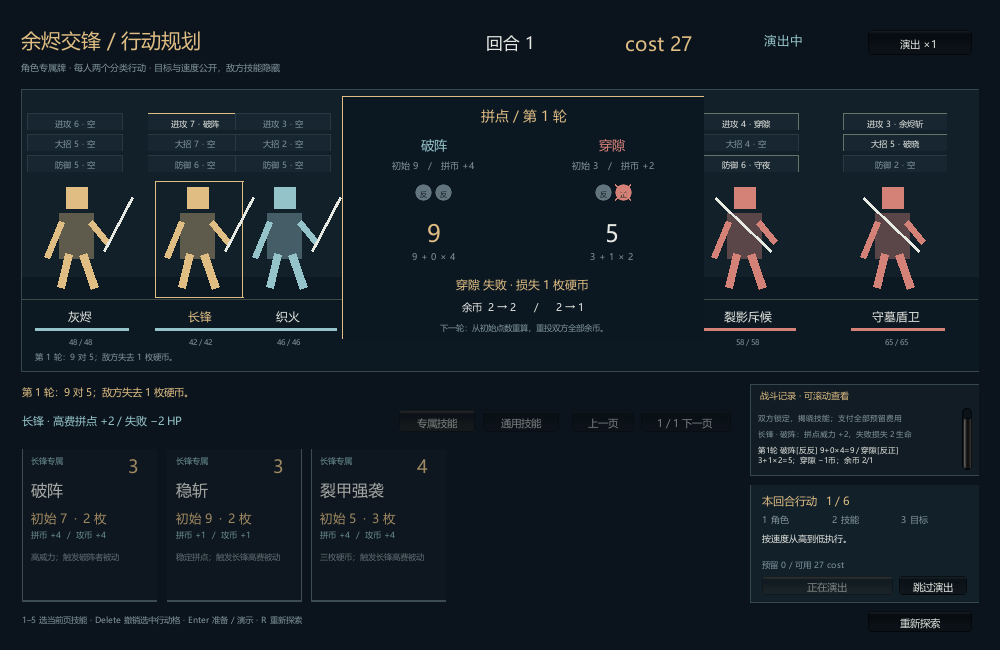 余烬交锋 / 行动规划
回合 1
cost 27
演出中
演出 ×1
角色专属牌 · 每人两个分类行动 · 目标与速度公开，敌方技能隐藏
进攻 6 · 空
大招 5 · 空
防御 5 · 空
进攻 7 · 破阵
大招 7 · 空
防御 6 · 空
进攻 3 · 空
大招 2 · 空
防御 5 · 空
拼点 / 第 1 轮
破阵
穿隙
初始 9 / 拼币 +4
初始 3 / 拼币 +2
反 反
反 正
9
5
9 + 0 × 4
3 + 1 × 2
穿隙 失败 · 损失 1 枚硬币
余币 2→2 / 2→1
下一轮：从初始点数重算，重投双方全部余币。
进攻 4 · 穿隙
大招 4 · 空
防御 6 · 守夜
进攻 3 · 余烬斩
大招 5 · 破晓
防御 2 · 空
灰烬
长锋
织火
裂影斥候
守墓盾卫
48 / 48
42 / 42
46 / 46
58 / 58
65 / 65
第 1 轮：9 对 5；敌方失去 1 枚硬币。
第 1 轮：9 对 5；敌方失去 1 枚硬币。
长锋 · 高费拼点 +2 / 失败 −2 HP
专属技能
通用技能
上一页
1 / 1 下一页
长锋专属
3
破阵
初始 7 · 2 枚
拼币 +4 / 攻币 +4
高威力；触发破阵者被动
长锋专属
3
稳斩
初始 9 · 2 枚
拼币 +1 / 攻币 +1
稳定拼点；触发长锋高费被动
长锋专属
4
裂甲强袭
初始 5 · 3 枚
拼币 +4 / 攻币 +4
三枚硬币；触发长锋高费被动
战斗记录 · 可滚动查看
双方锁定，揭晓技能；支付全部预留费用
长锋 · 破阵：拼点威力 +2，失败损失 2 生命
第1轮 破阵[反反] 9+0×4=9 / 穿隙[反正]
3+1×2=5；穿隙 −1币；余币 2/1
本回合行动 1 / 6
1 角色
2 技能
3 目标
按速度从高到低执行。
预留 0 / 可用 27 cost
正在演出
跳过演出
1–5 选当前页技能 · Delete 撤销选中行动格 · Enter 准备 / 演示 · R 重新探索
重新探索